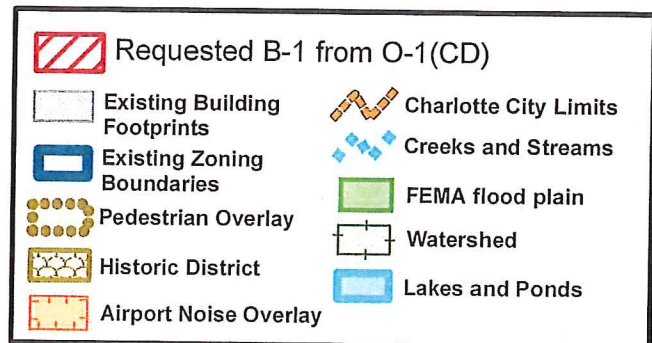 Requested B-1 from O-1(CD)
Existing Building
Footprints
Existing Zoning
Boundaries
Pedestrian Overlay
Historic District
Airport Noise Overlay
Charlotte City Limits
Creeks and Streams
FEMA flood plain
Watershed
Lakes and Ponds